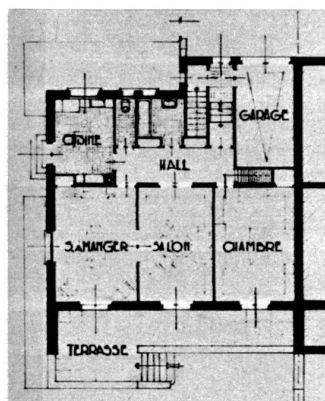 GARAGE
CUISINE
HALL
S.A.MANGER
SALON
CHAMBRE
TERRASSE